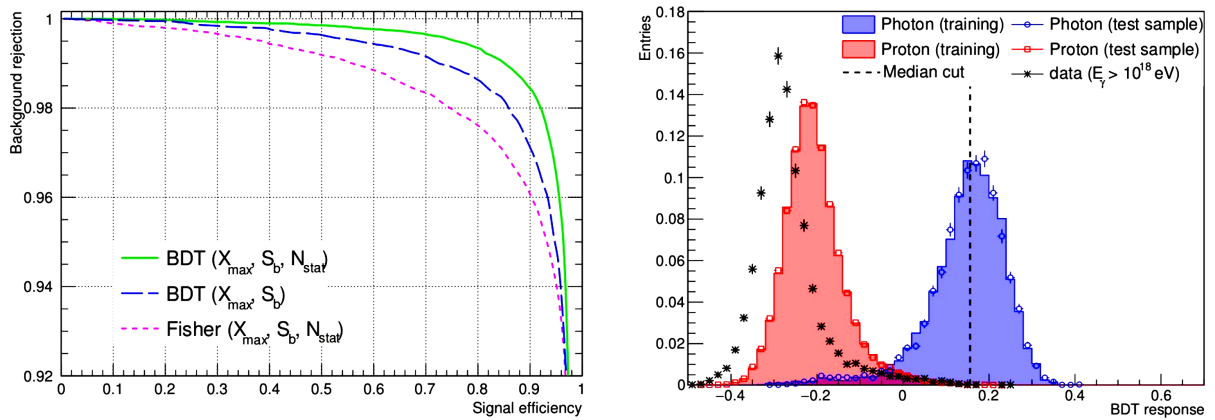 Background rejection
1
0.98
0.96
0.94
0.92
BDT (Xmax, Sb, Nstat)
BDT (Xmax, Sb)
Fisher (Xmax, Sb, Nstat)
0 0.1 0.2 0.3 0.4 0.5 0.6 0.7 0.8 0.9 1
Signal efficiency
Entries
0.18
0.16
0.14
0.12
0.1
0.08
0.06
0.04
0.02
0
Photon (training) Photon (test sample)
Proton (training) Proton (test sample)
Median cut data (Eγ > 10¹⁸ eV)
−0.4 −0.2 0 0.2 0.4 0.6
BDT response